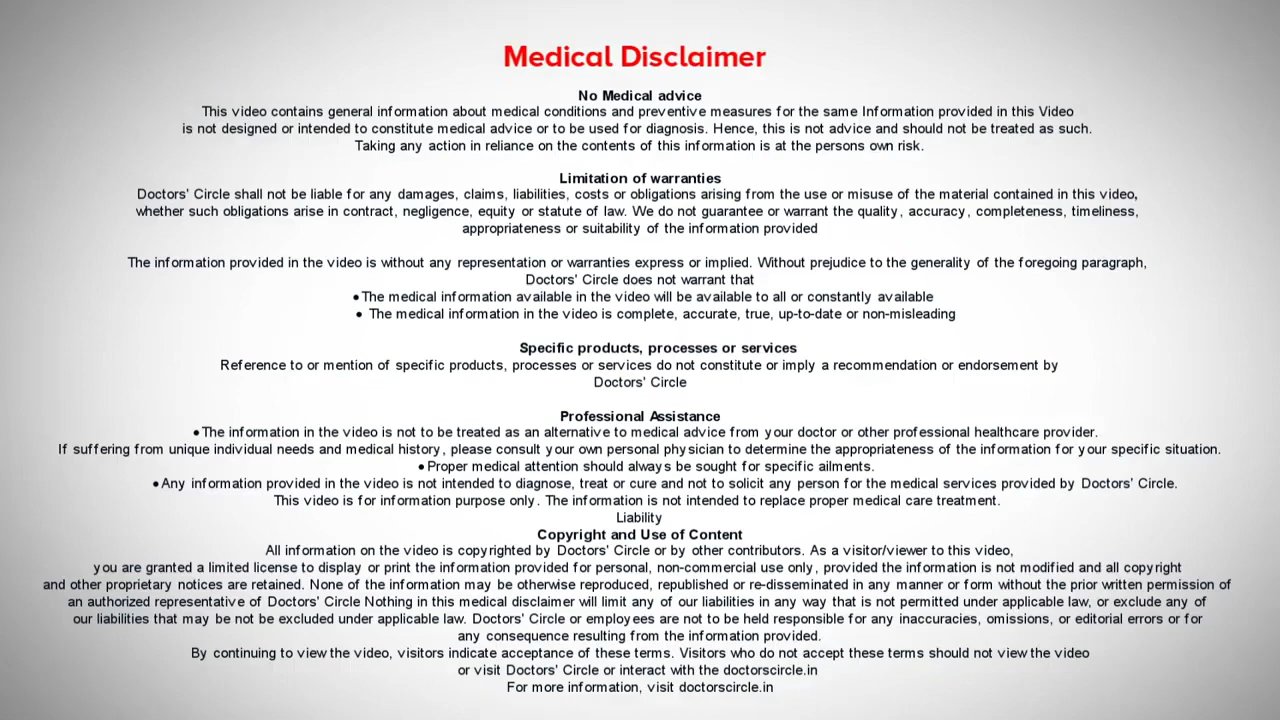 Medical Disclaimer
No Medical advice
This video contains general information about medical conditions and preventive measures for the same Information provided in this Video
is not designed or intended to constitute medical advice or to be used for diagnosis. Hence, this is not advice and should not be treated as such.
Taking any action in reliance on the contents of this information is at the persons own risk.
Limitation of warranties
Doctors' Circle shall not be liable for any damages, claims, liabilities, costs or obligations arising from the use or misuse of the material contained in this video,
whether such obligations arise in contract, negligence, equity or statute of law. We do not guarantee or warrant the quality, accuracy, completeness, timeliness,
appropriateness or suitability of the information provided
The information provided in the video is without any representation or warranties express or implied. Without prejudice to the generality of the foregoing paragraph,
Doctors' Circle does not warrant that
• The medical information available in the video will be available to all or constantly available
• The medical information in the video is complete, accurate, true, up-to-date or non-misleading
Specific products, processes or services
Reference to or mention of specific products, processes or services do not constitute or imply a recommendation or endorsement by
Doctors' Circle
Professional Assistance
• The information in the video is not to be treated as an alternative to medical advice from your doctor or other professional healthcare provider.
If suffering from unique individual needs and medical history, please consult your own personal physician to determine the appropriateness of the information for your specific situation.
• Proper medical attention should always be sought for specific ailments.
• Any information provided in the video is not intended to diagnose, treat or cure and not to solicit any person for the medical services provided by Doctors' Circle.
This video is for information purpose only. The information is not intended to replace proper medical care treatment.
Liability
Copyright and Use of Content
All information on the video is copyrighted by Doctors' Circle or by other contributors. As a visitor/viewer to this video,
you are granted a limited license to display or print the information provided for personal, non-commercial use only, provided the information is not modified and all copyright
and other proprietary notices are retained. None of the information may be otherwise reproduced, republished or re-disseminated in any manner or form without the prior written permission of
an authorized representative of Doctors' Circle Nothing in this medical disclaimer will limit any of our liabilities in any way that is not permitted under applicable law, or exclude any of
our liabilities that may be not be excluded under applicable law. Doctors' Circle or employees are not to be held responsible for any inaccuracies, omissions, or editorial errors or for
any consequence resulting from the information provided.
By continuing to view the video, visitors indicate acceptance of these terms. Visitors who do not accept these terms should not view the video
or visit Doctors' Circle or interact with the doctorscircle.in
For more information, visit doctorscircle.in